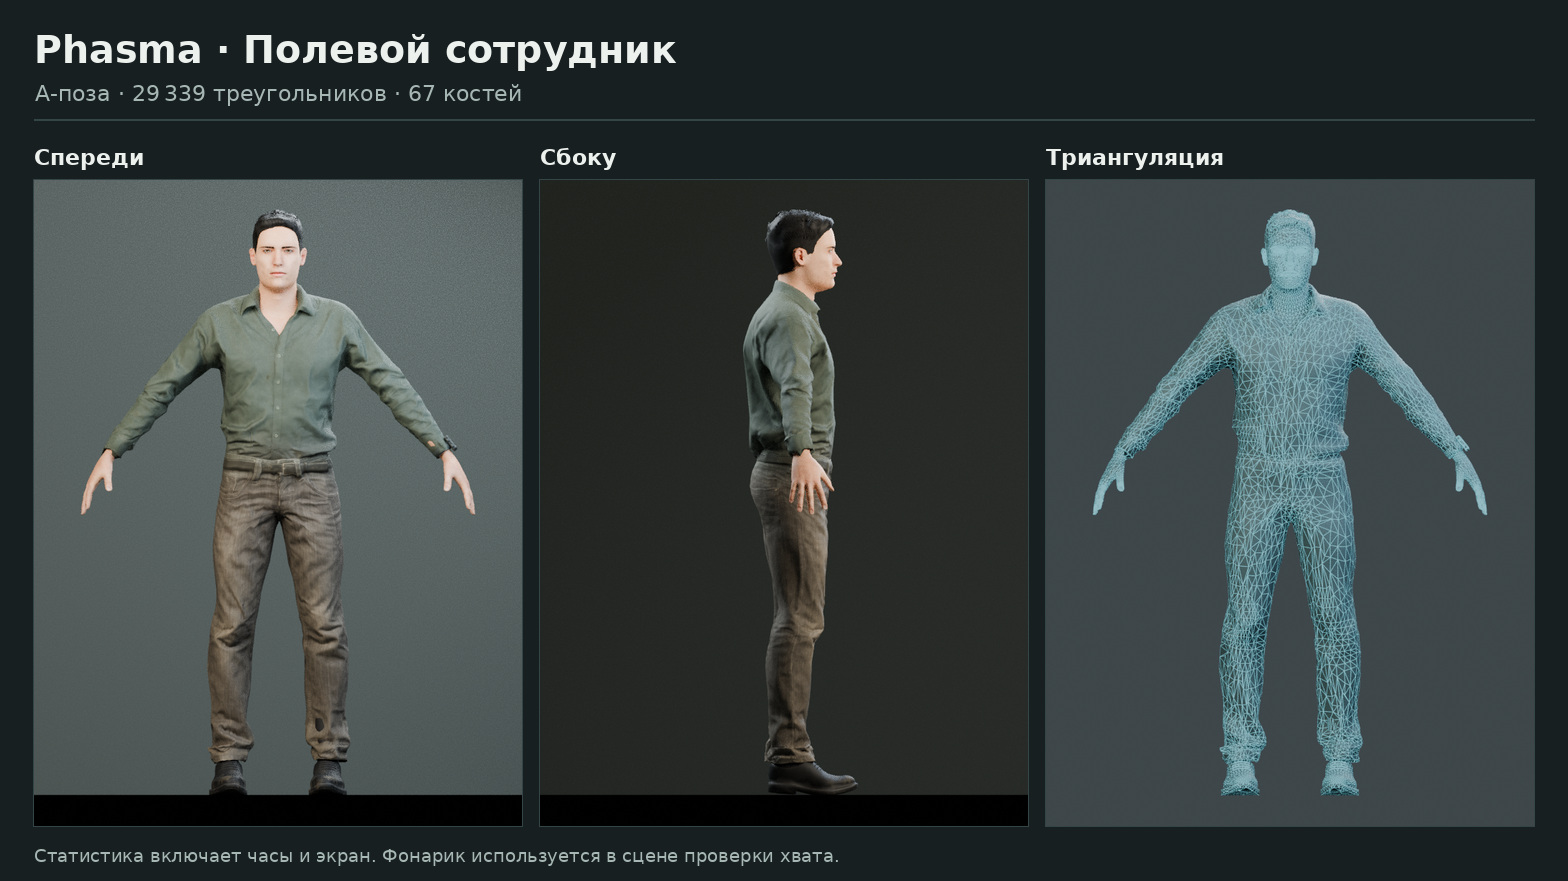 Phasma · Полевой сотрудник
А-поза · 29 339 треугольников · 67 костей
Спереди
Сбоку
Триангуляция
Статистика включает часы и экран. Фонарик используется в сцене проверки хвата.